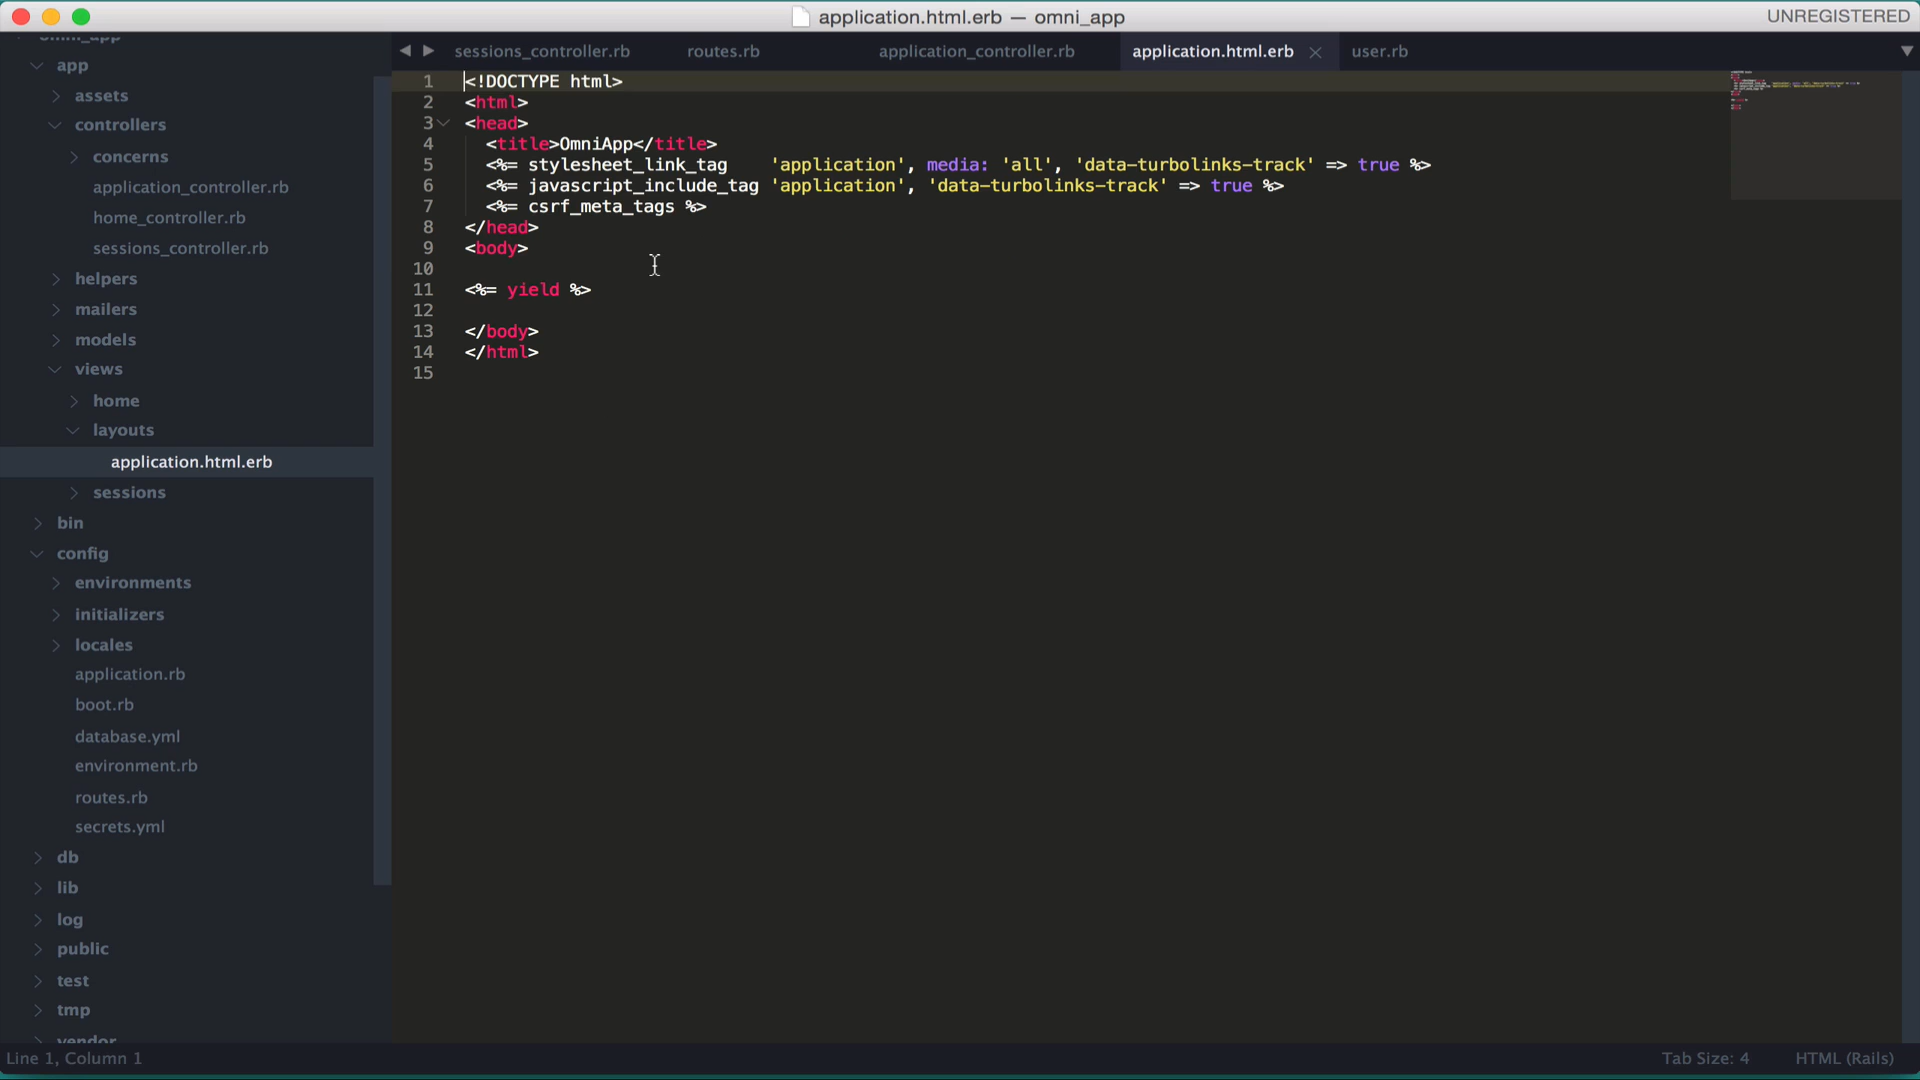 application.html.erb — omni_app
UNREGISTERED
omni_app
app
assets
controllers
concerns
application_controller.rb
home_controller.rb
sessions_controller.rb
helpers
mailers
models
views
home
layouts
application.html.erb
sessions
bin
config
environments
initializers
locales
application.rb
boot.rb
database.yml
environment.rb
routes.rb
secrets.yml
db
lib
log
public
test
tmp
vendor
sessions_controller.rb routes.rb application_controller.rb application.html.erb user.rb
1 <!DOCTYPE html>
2 <html>
3 <head>
4 <title>OmniApp</title>
5 <%= stylesheet_link_tag    'application', media: 'all', 'data-turbolinks-track' => true %>
6 <%= javascript_include_tag 'application', 'data-turbolinks-track' => true %>
7 <%= csrf_meta_tags %>
8 </head>
9 <body>
10
11 <%= yield %>
12
13 </body>
14 </html>
15
Line 1, Column 1
Tab Size: 4
HTML (Rails)